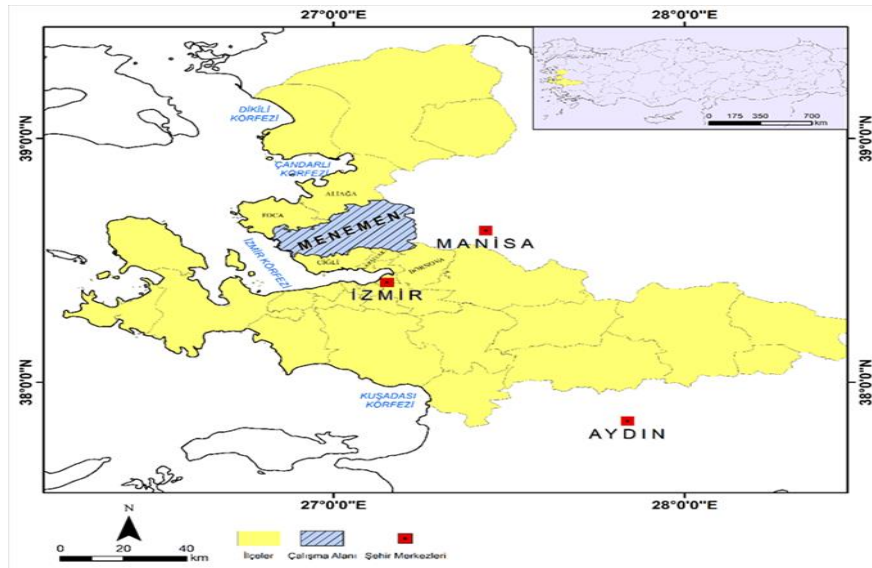 27°0'0"E 28°0'0"E
DİKİLİ
KÖRFEZİ
0 175 350 700
km
39°0'0"N 39°0'0"N
ÇANDARLI
KÖRFEZİ
ALİAĞA
FOCA
MENEMEN
MANİSA
İZMİR KÖRFEZİ
ÇİĞLİ
BORNOVA
İZMİR
38°0'0"N 38°0'0"N
KUŞADASI
KÖRFEZİ
AYDIN
27°0'0"E 28°0'0"E
N
0 20 40
km
İlçeler Çalışma Alanı Şehir Merkezleri